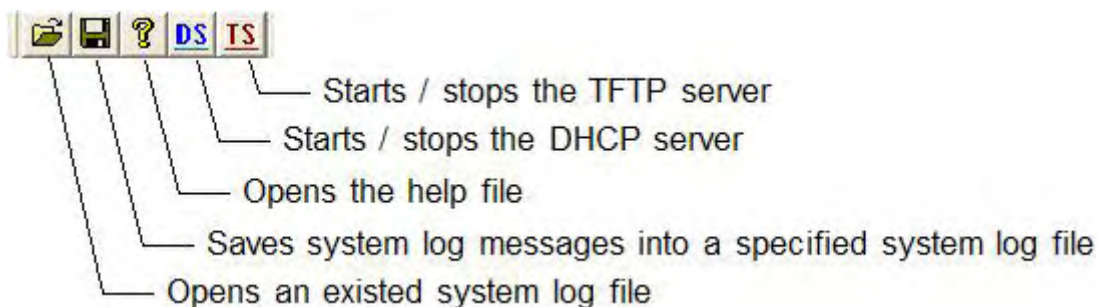 DS TS
Starts / stops the TFTP server
Starts / stops the DHCP server
Opens the help file
Saves system log messages into a specified system log file
Opens an existed system log file